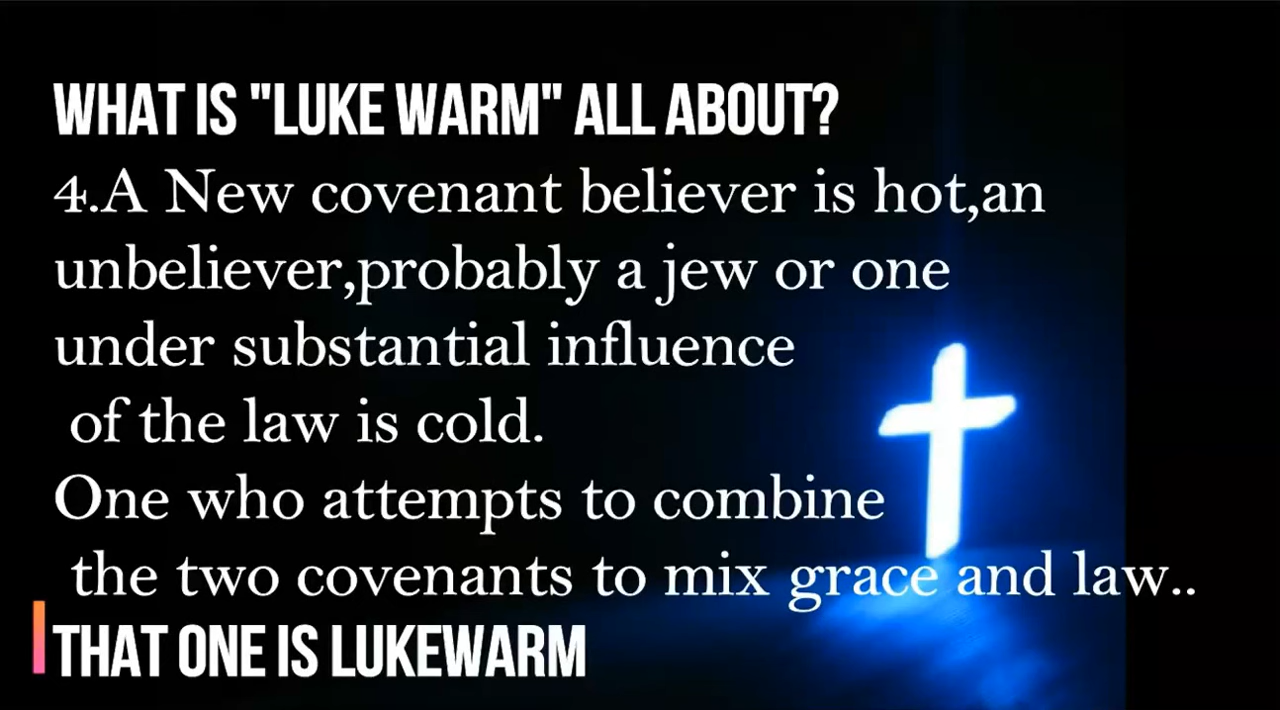 WHAT IS "LUKE WARM" ALL ABOUT?
4.A New covenant believer is hot,an
unbeliever,probably a jew or one
under substantial influence
of the law is cold.
One who attempts to combine
the two covenants to mix grace and law..
THAT ONE IS LUKEWARM